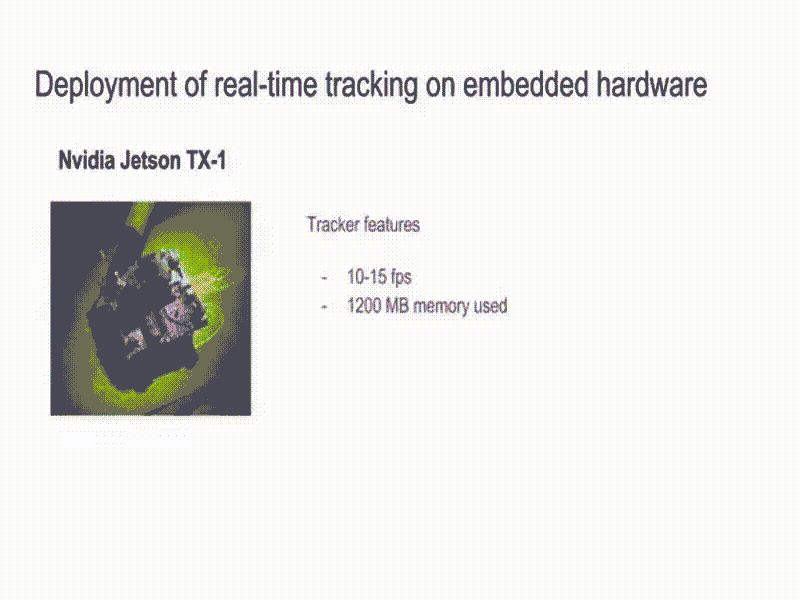 Deployment of real-time tracking on embedded hardware
Nvidia Jetson TX-1
Tracker features
- 10-15 fps
- 1200 MB memory used